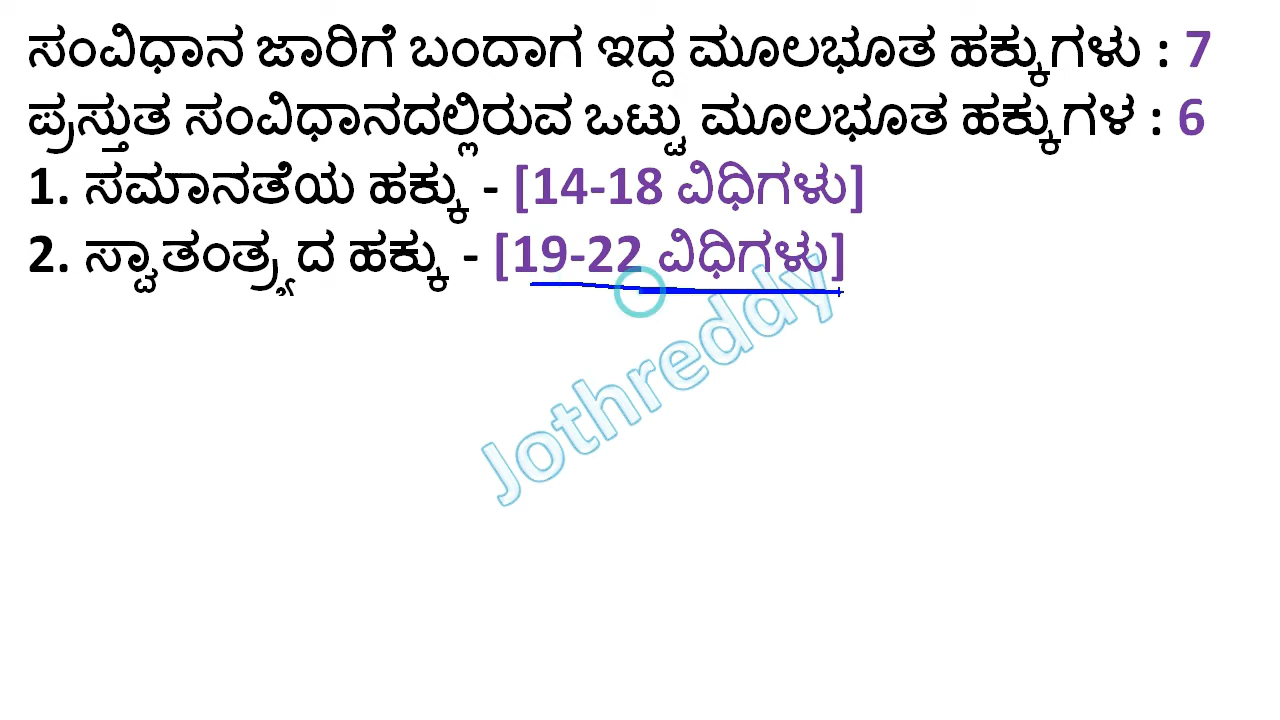 ಸಂವಿಧಾನ ಜಾರಿಗೆ ಬಂದಾಗ ಇದ್ದ ಮೂಲಭೂತ ಹಕ್ಕುಗಳು : 7
ಪ್ರಸ್ತುತ ಸಂವಿಧಾನದಲ್ಲಿರುವ ಒಟ್ಟು ಮೂಲಭೂತ ಹಕ್ಕುಗಳ : 6
1. ಸಮಾನತೆಯ ಹಕ್ಕು - [14-18 ವಿಧಿಗಳು]
2. ಸ್ವಾತಂತ್ರ್ಯದ ಹಕ್ಕು - [19-22 ವಿಧಿಗಳು]
Jothreddy